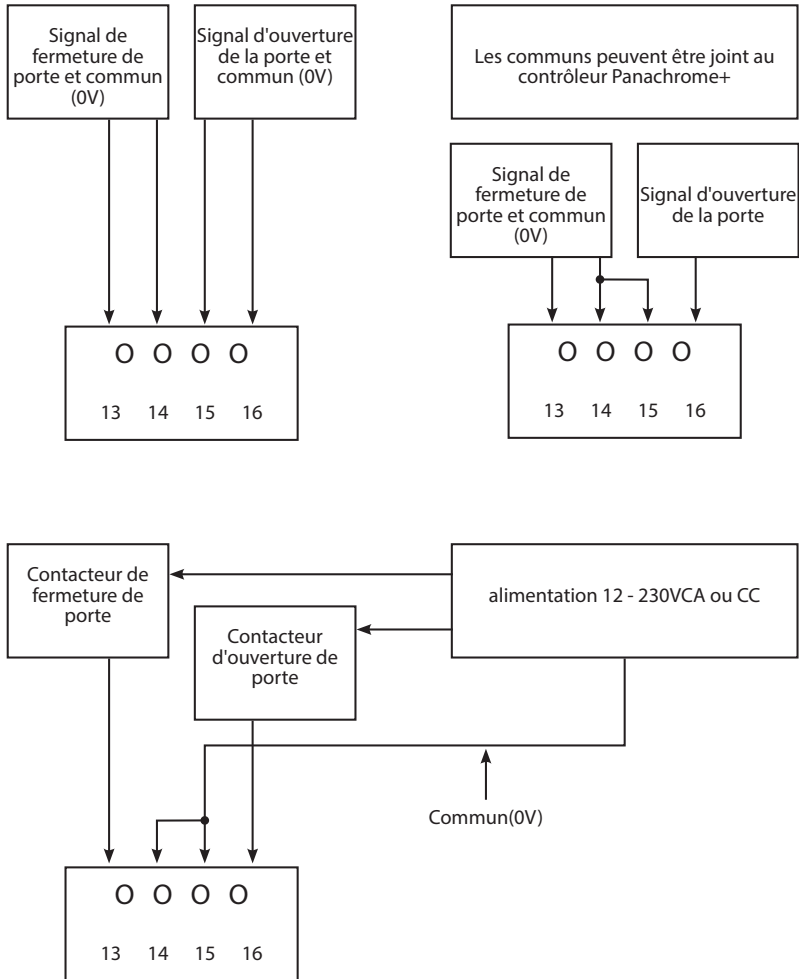 Signal de
fermeture de
porte et commun
(0V)
Signal d'ouverture
de la porte et
commun (0V)
Les communs peuvent être joint au
contrôleur Panachrome+
Signal de
fermeture de
porte et commun
(0V)
Signal d'ouverture
de la porte
O O O O
13 14 15 16
O O O O
13 14 15 16
Contacteur de
fermeture de
porte
Contacteur
d'ouverture de
porte
alimentation 12 - 230VCA ou CC
Commun(0V)
O O O O
13 14 15 16